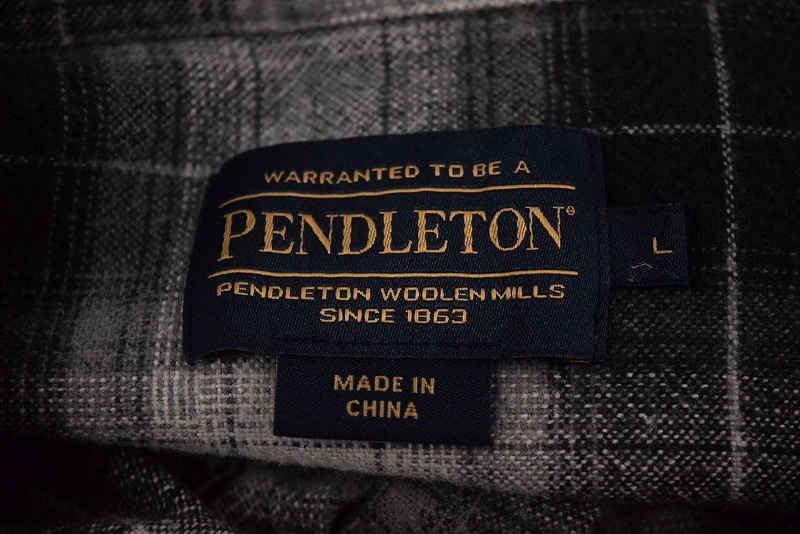 WARRANTED TO BE A
PENDLETON®
PENDLETON WOOLEN MILLS
SINCE 1863
L
MADE IN
CHINA